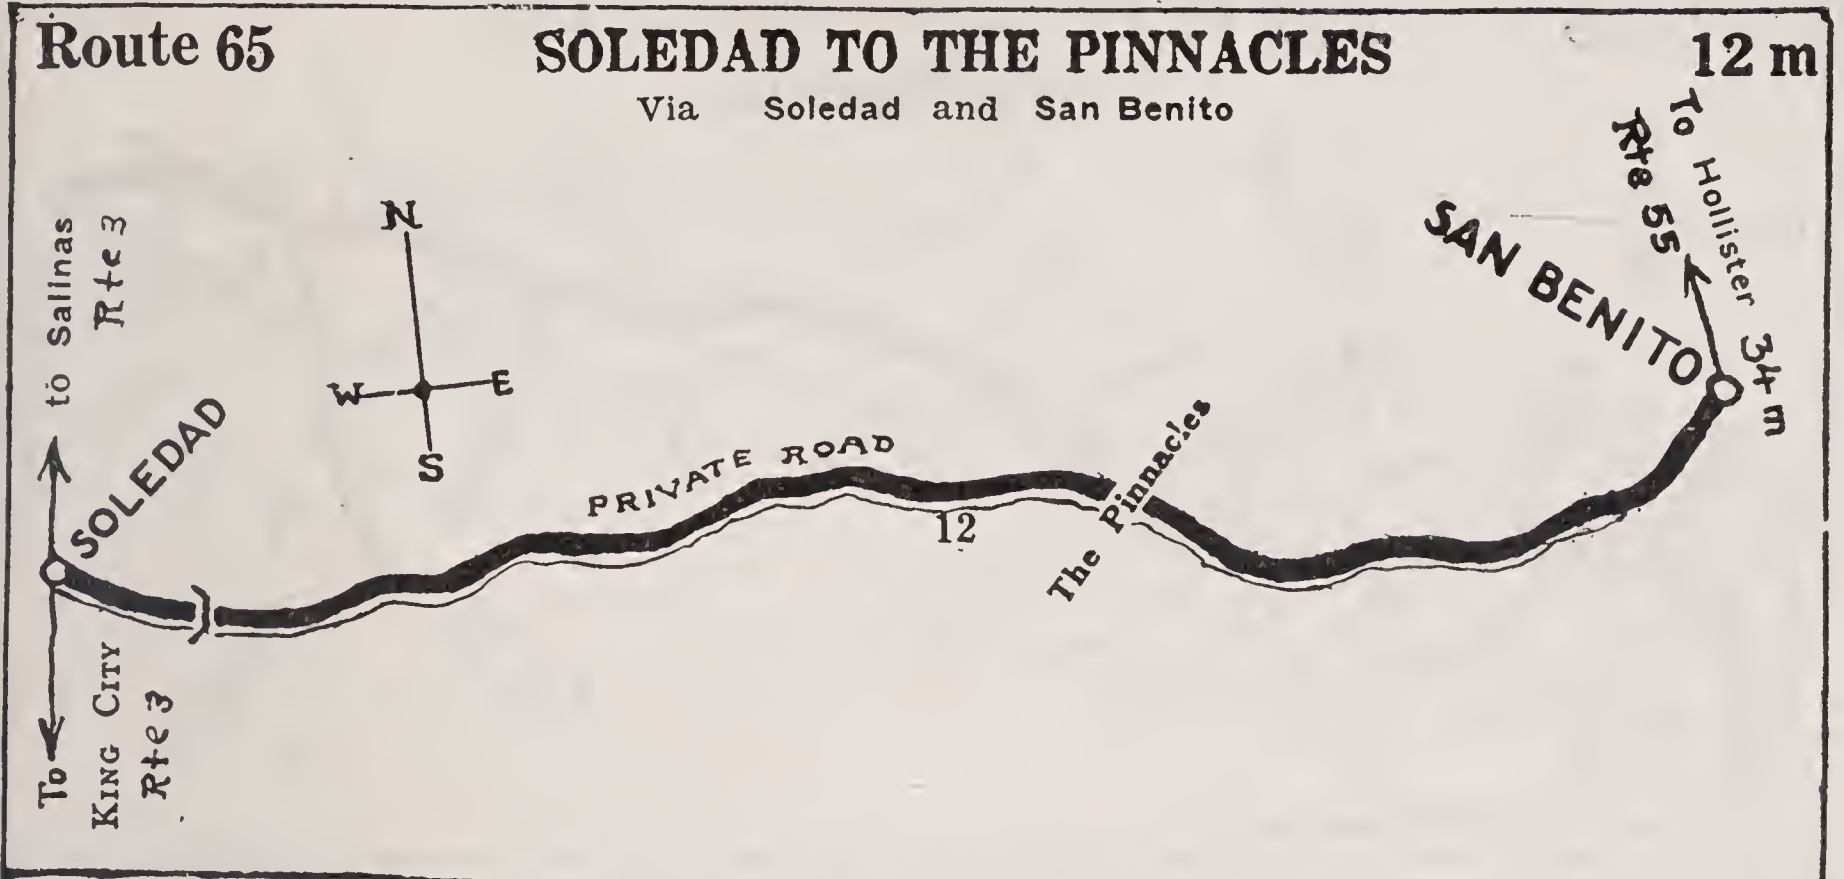 Route 65
SOLEDAD TO THE PINNACLES
12 m
Via Soledad and San Benito
To Hollister 34 m
Rte 55
SAN BENITO
to Salinas
Rte 3
N
W
E
S
SOLEDAD
PRIVATE ROAD
12
The Pinnacles
To
KING CITY
Rte 3